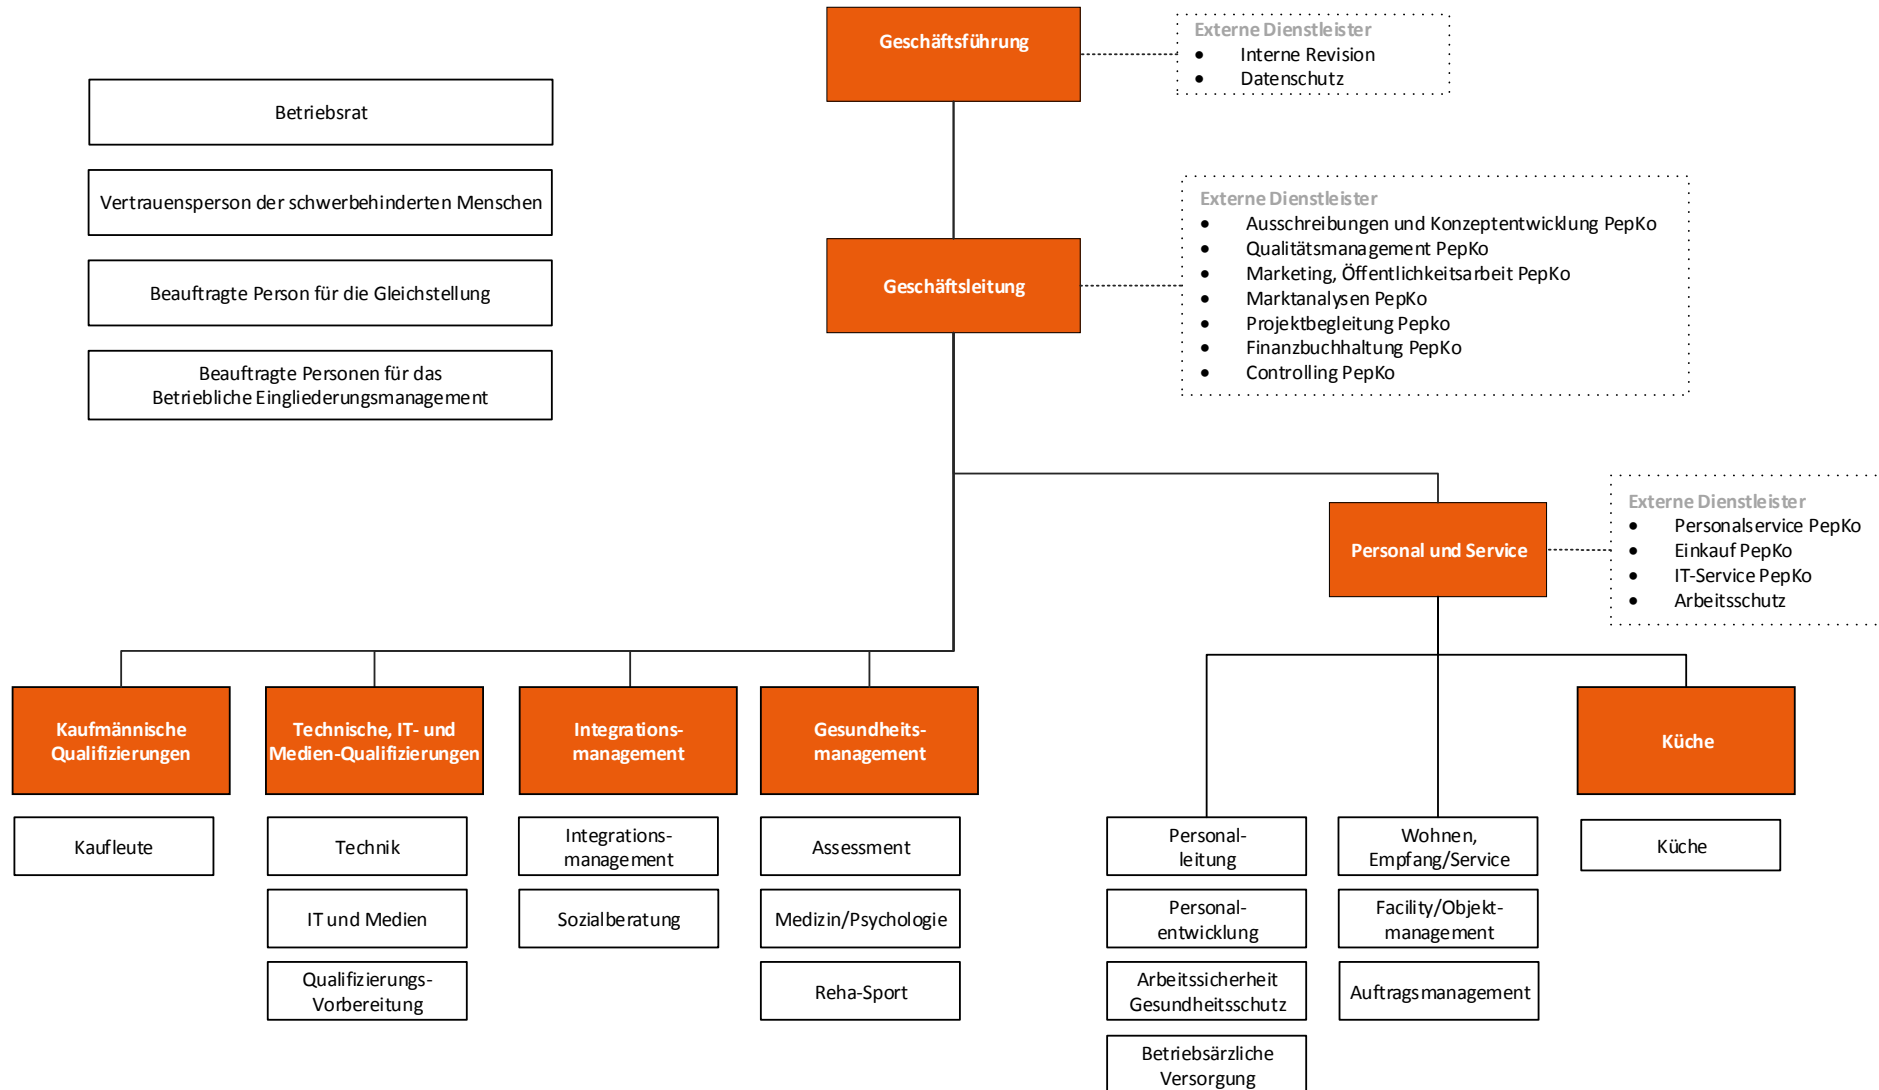 Geschäftsführung
Externe Dienstleister
• Interne Revision
• Datenschutz
Betriebsrat
Vertrauensperson der schwerbehinderten Menschen
Beauftragte Person für die Gleichstellung
Beauftragte Personen für das
Betriebliche Eingliederungsmanagement
Geschäftsleitung
Externe Dienstleister
• Ausschreibungen und Konzeptentwicklung PepKo
• Qualitätsmanagement PepKo
• Marketing, Öffentlichkeitsarbeit PepKo
• Marktanalysen PepKo
• Projektbegleitung Pepko
• Finanzbuchhaltung PepKo
• Controlling PepKo
Personal und Service
Externe Dienstleister
• Personalservice PepKo
• Einkauf PepKo
• IT-Service PepKo
• Arbeitsschutz
Kaufmännische
Qualifizierungen
Kaufleute
Technische, IT- und
Medien-Qualifizierungen
Technik
IT und Medien
Qualifizierungs-
Vorbereitung
Integrations-
management
Integrations-
management
Sozialberatung
Gesundheits-
management
Assessment
Medizin/Psychologie
Reha-Sport
Personal-
leitung
Personal-
entwicklung
Arbeitssicherheit
Gesundheitsschutz
Betriebsärzliche
Versorgung
Wohnen,
Empfang/Service
Facility/Objekt-
management
Auftragsmanagement
Küche
Küche